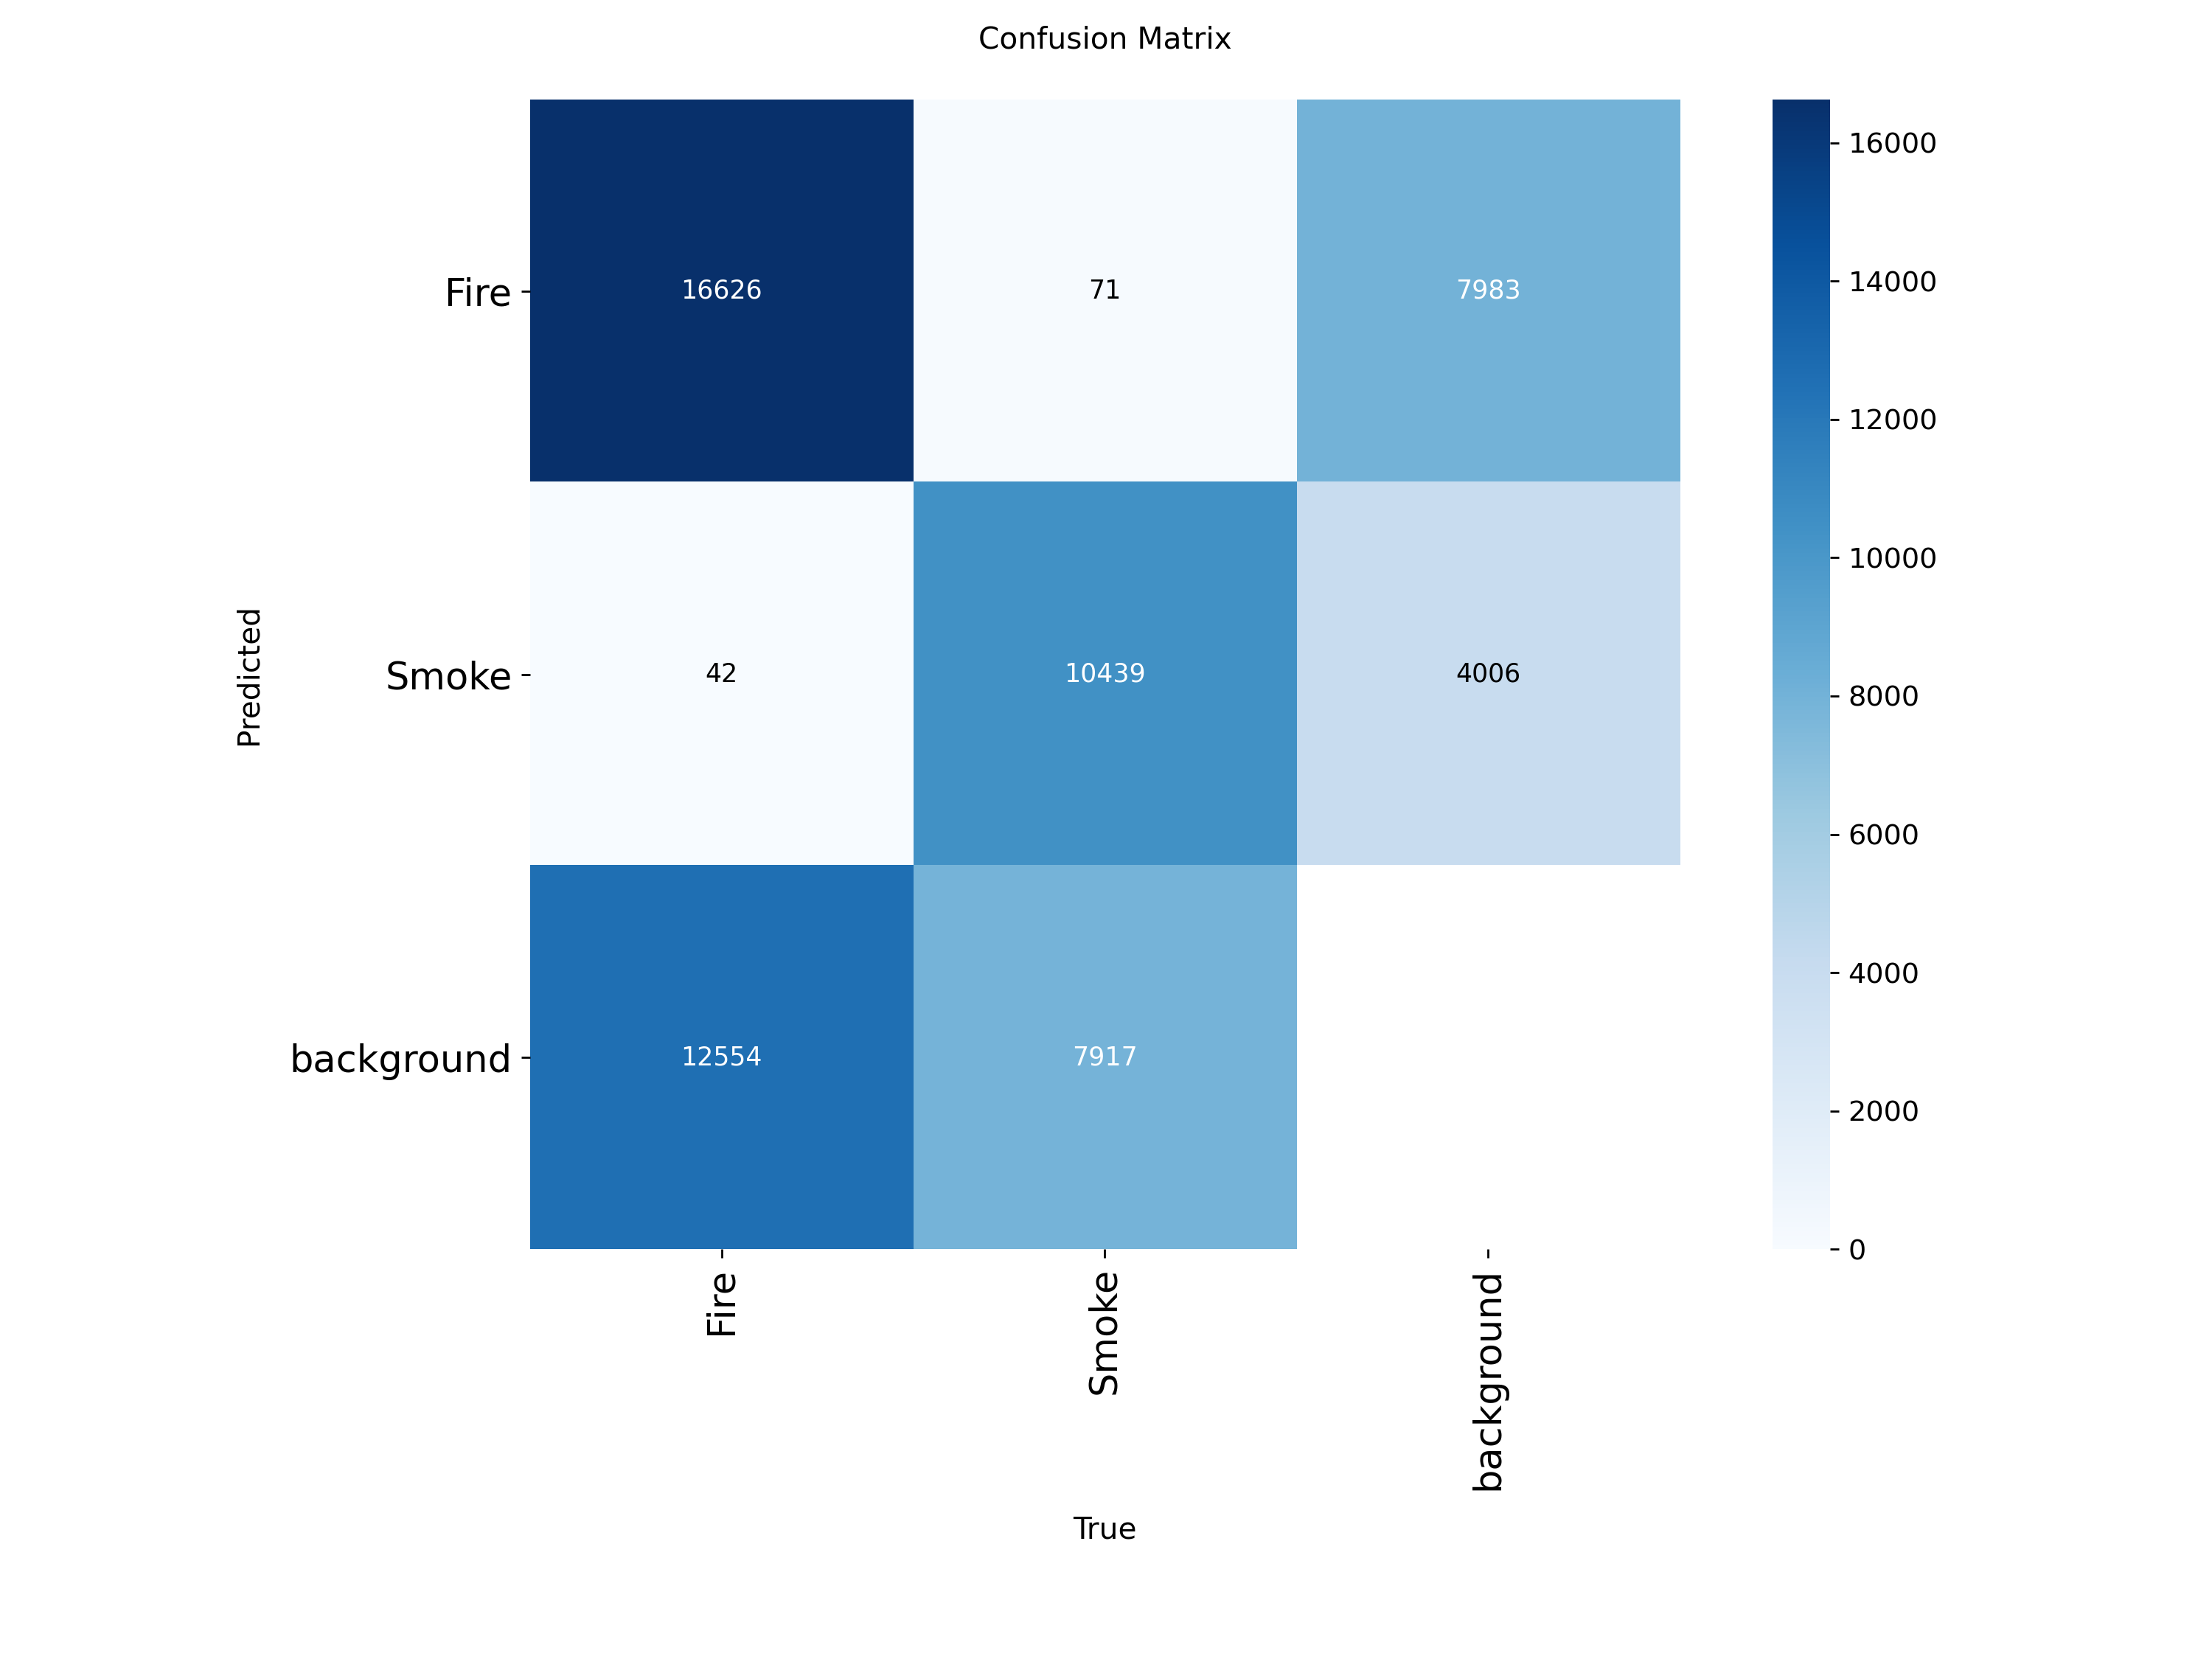 Confusion Matrix
Fire
16626
71
7983
Smoke
42
10439
4006
background
12554
7917
Predicted
Fire
Smoke
background
True
16000
14000
12000
10000
8000
6000
4000
2000
0